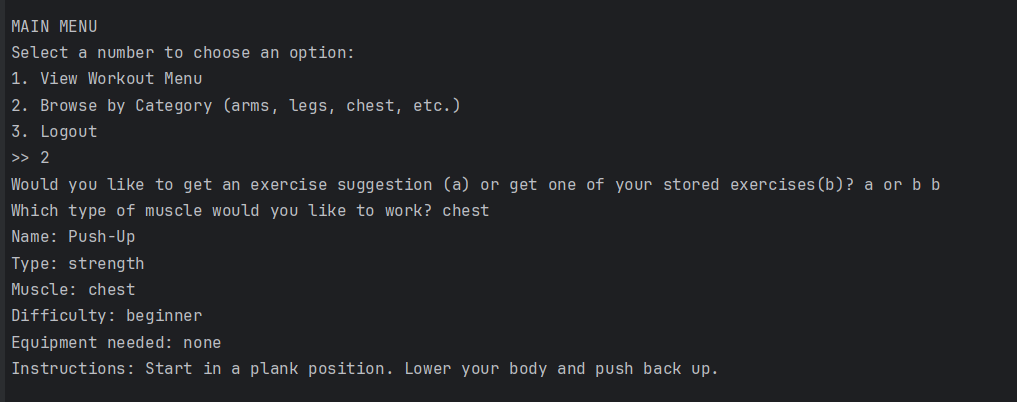 MAIN MENU
Select a number to choose an option:
1. View Workout Menu
2. Browse by Category (arms, legs, chest, etc.)
3. Logout
>> 2
Would you like to get an exercise suggestion (a) or get one of your stored exercises(b)? a or b b
Which type of muscle would you like to work? chest
Name: Push-Up
Type: strength
Muscle: chest
Difficulty: beginner
Equipment needed: none
Instructions: Start in a plank position. Lower your body and push back up.